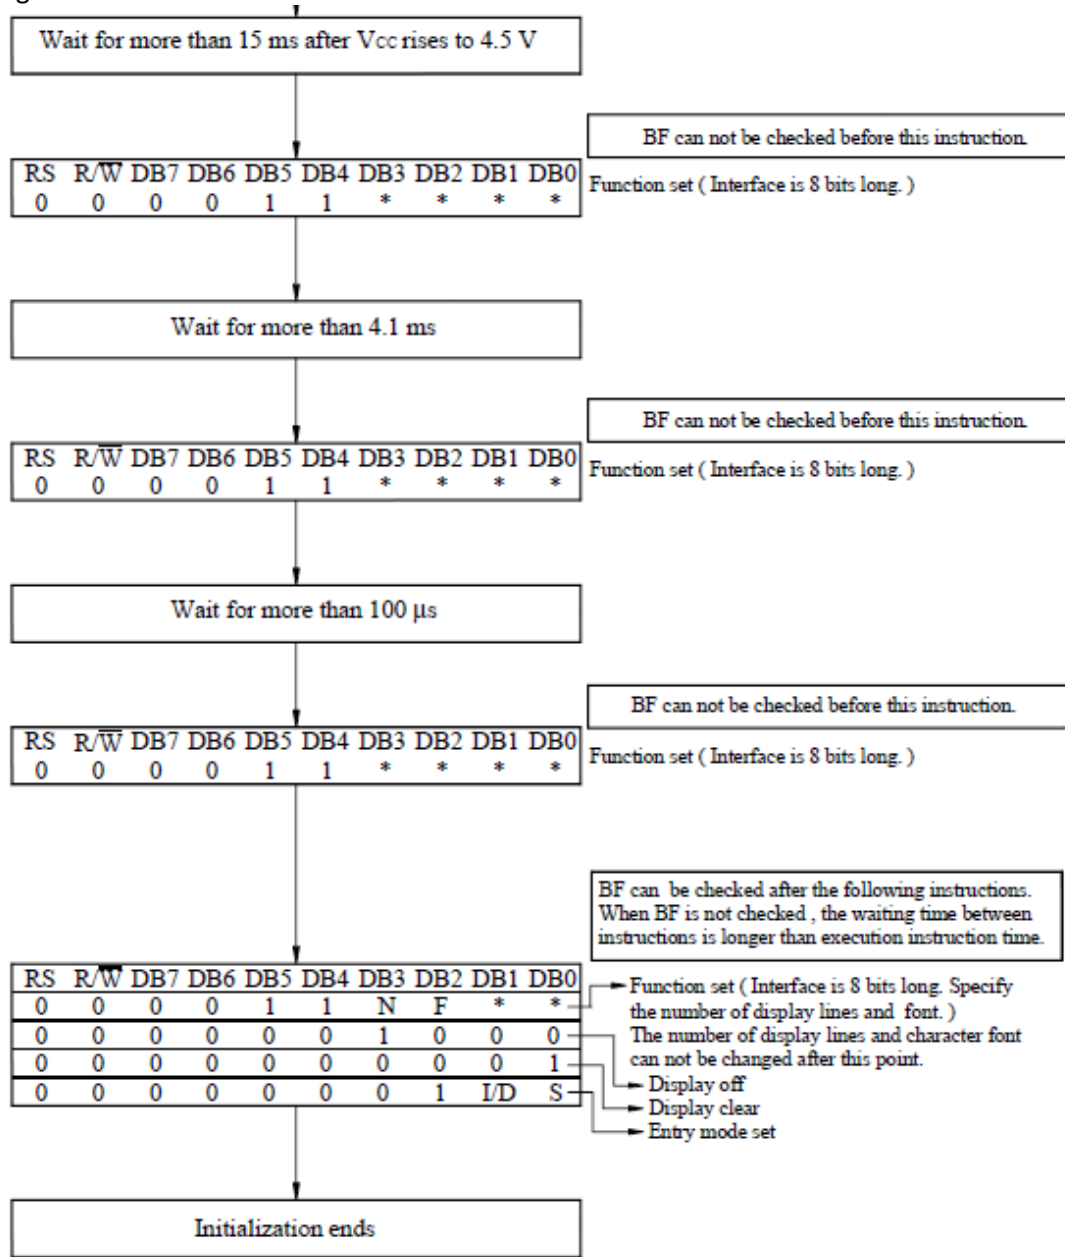 Wait for more than 15 ms after Vcc rises to 4.5 V
BF can not be checked before this instruction.
RS R/W̅ DB7 DB6 DB5 DB4 DB3 DB2 DB1 DB0
0 0 0 0 1 1 * * * *
Function set ( Interface is 8 bits long. )
Wait for more than 4.1 ms
BF can not be checked before this instruction.
RS R/W̅ DB7 DB6 DB5 DB4 DB3 DB2 DB1 DB0
0 0 0 0 1 1 * * * *
Function set ( Interface is 8 bits long. )
Wait for more than 100 µs
BF can not be checked before this instruction.
RS R/W̅ DB7 DB6 DB5 DB4 DB3 DB2 DB1 DB0
0 0 0 0 1 1 * * * *
Function set ( Interface is 8 bits long. )
BF can be checked after the following instructions.
When BF is not checked , the waiting time between
instructions is longer than execution instruction time.
RS R/W̅ DB7 DB6 DB5 DB4 DB3 DB2 DB1 DB0
0 0 0 0 1 1 N F * *
0 0 0 0 0 0 1 0 0 0
0 0 0 0 0 0 0 0 0 1
0 0 0 0 0 0 0 1 I/D S
Function set ( Interface is 8 bits long. Specify
the number of display lines and font. )
The number of display lines and character font
can not be changed after this point.
Display off
Display clear
Entry mode set
Initialization ends